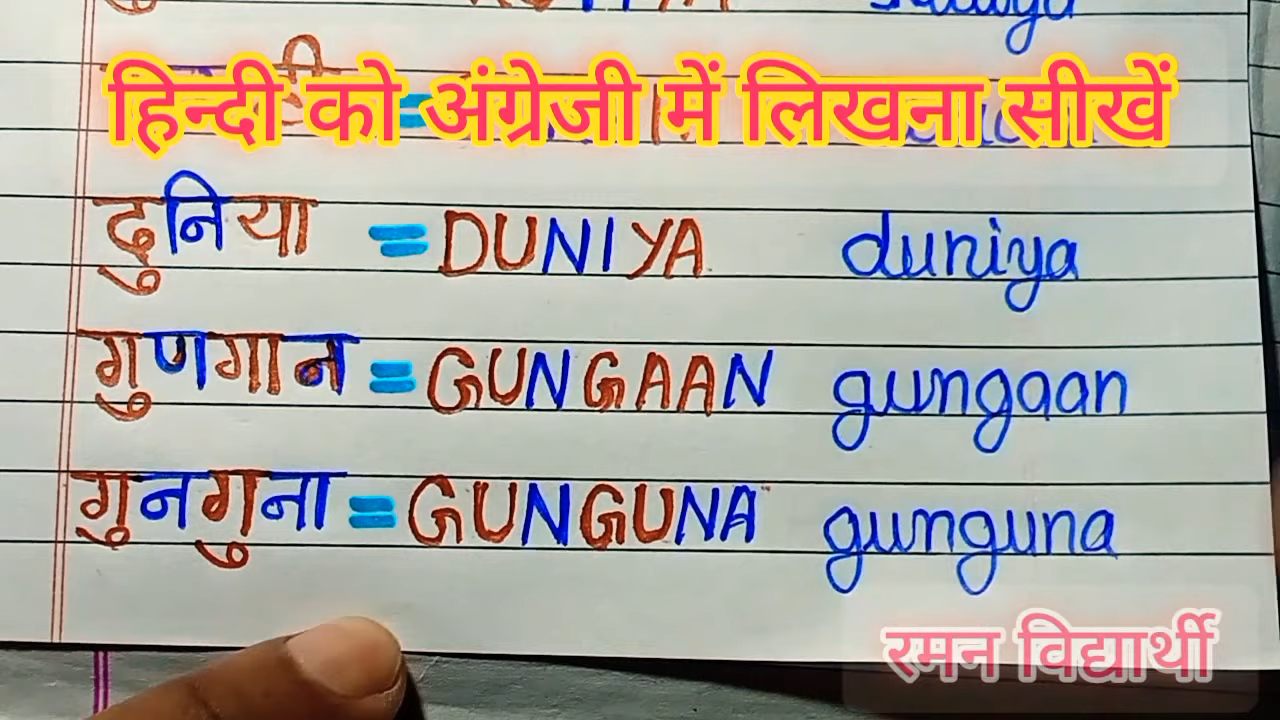 हिन्दी को अंग्रेजी में लिखना सीखें
दुनिया = DUNIYA duniya
गुणगान = GUNGAAN gungaan
गुनगुना = GUNGUNA gunguna
रमन विद्यार्थी